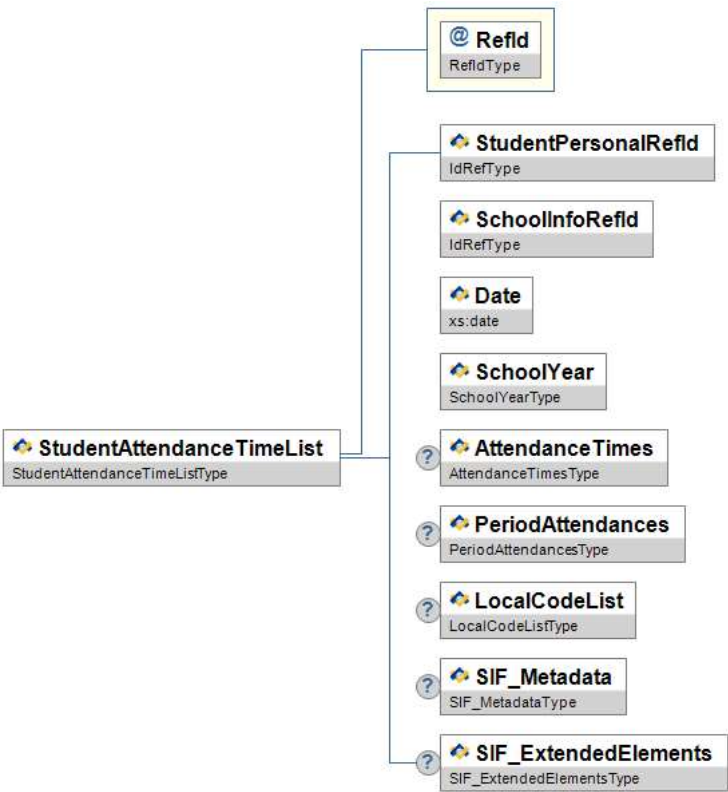 @ RefId
RefIdType
StudentPersonalRefId
IdRefType
SchoolInfoRefId
IdRefType
Date
xs:date
SchoolYear
SchoolYearType
StudentAttendanceTimeList
StudentAttendanceTimeListType
? AttendanceTimes
AttendanceTimesType
? PeriodAttendances
PeriodAttendancesType
? LocalCodeList
LocalCodeListType
? SIF_Metadata
SIF_MetadataType
? SIF_ExtendedElements
SIF_ExtendedElementsType